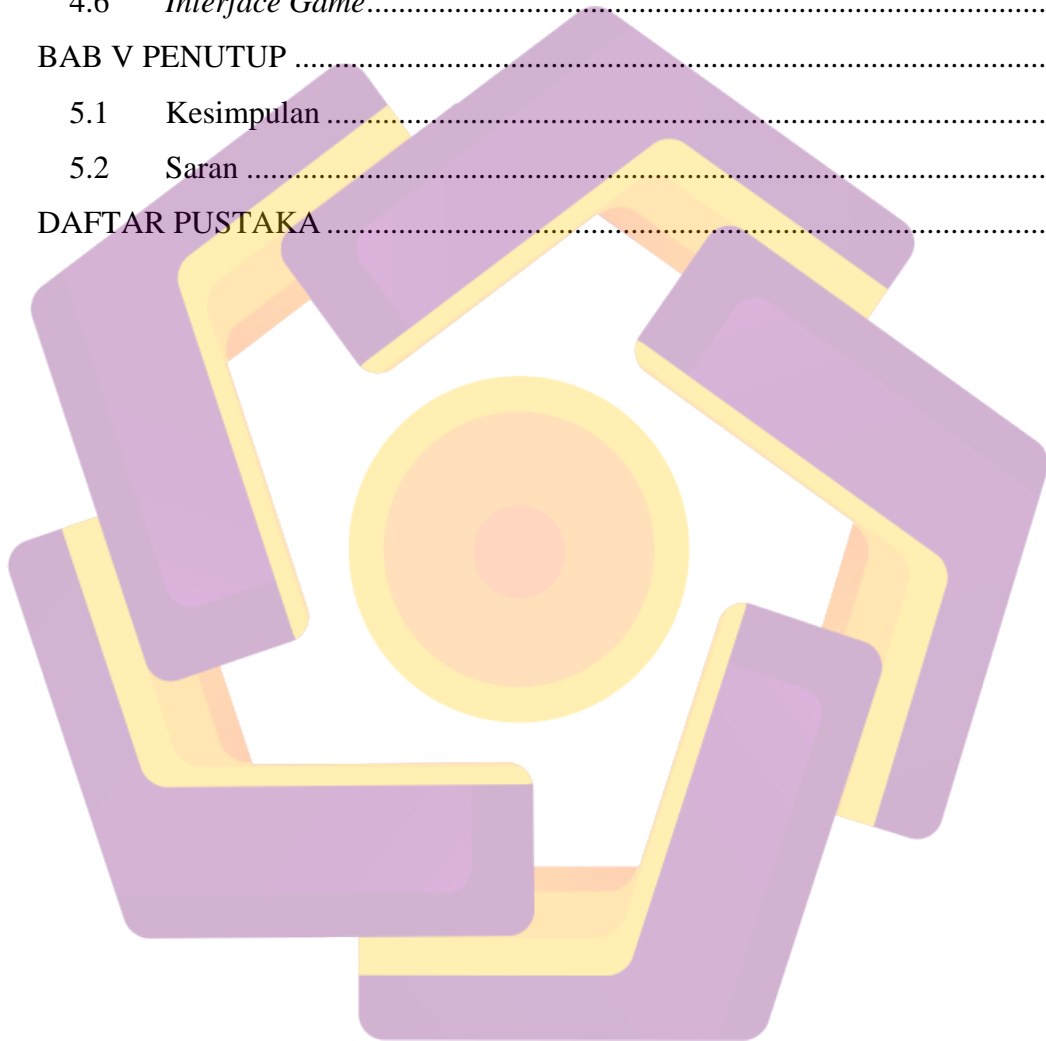 4.6 Interface Game....................................................................................
BAB V PENUTUP ..............................................................................................
5.1 Kesimpulan ..........................................................................................
5.2 Saran ....................................................................................................
DAFTAR PUSTAKA ..........................................................................................